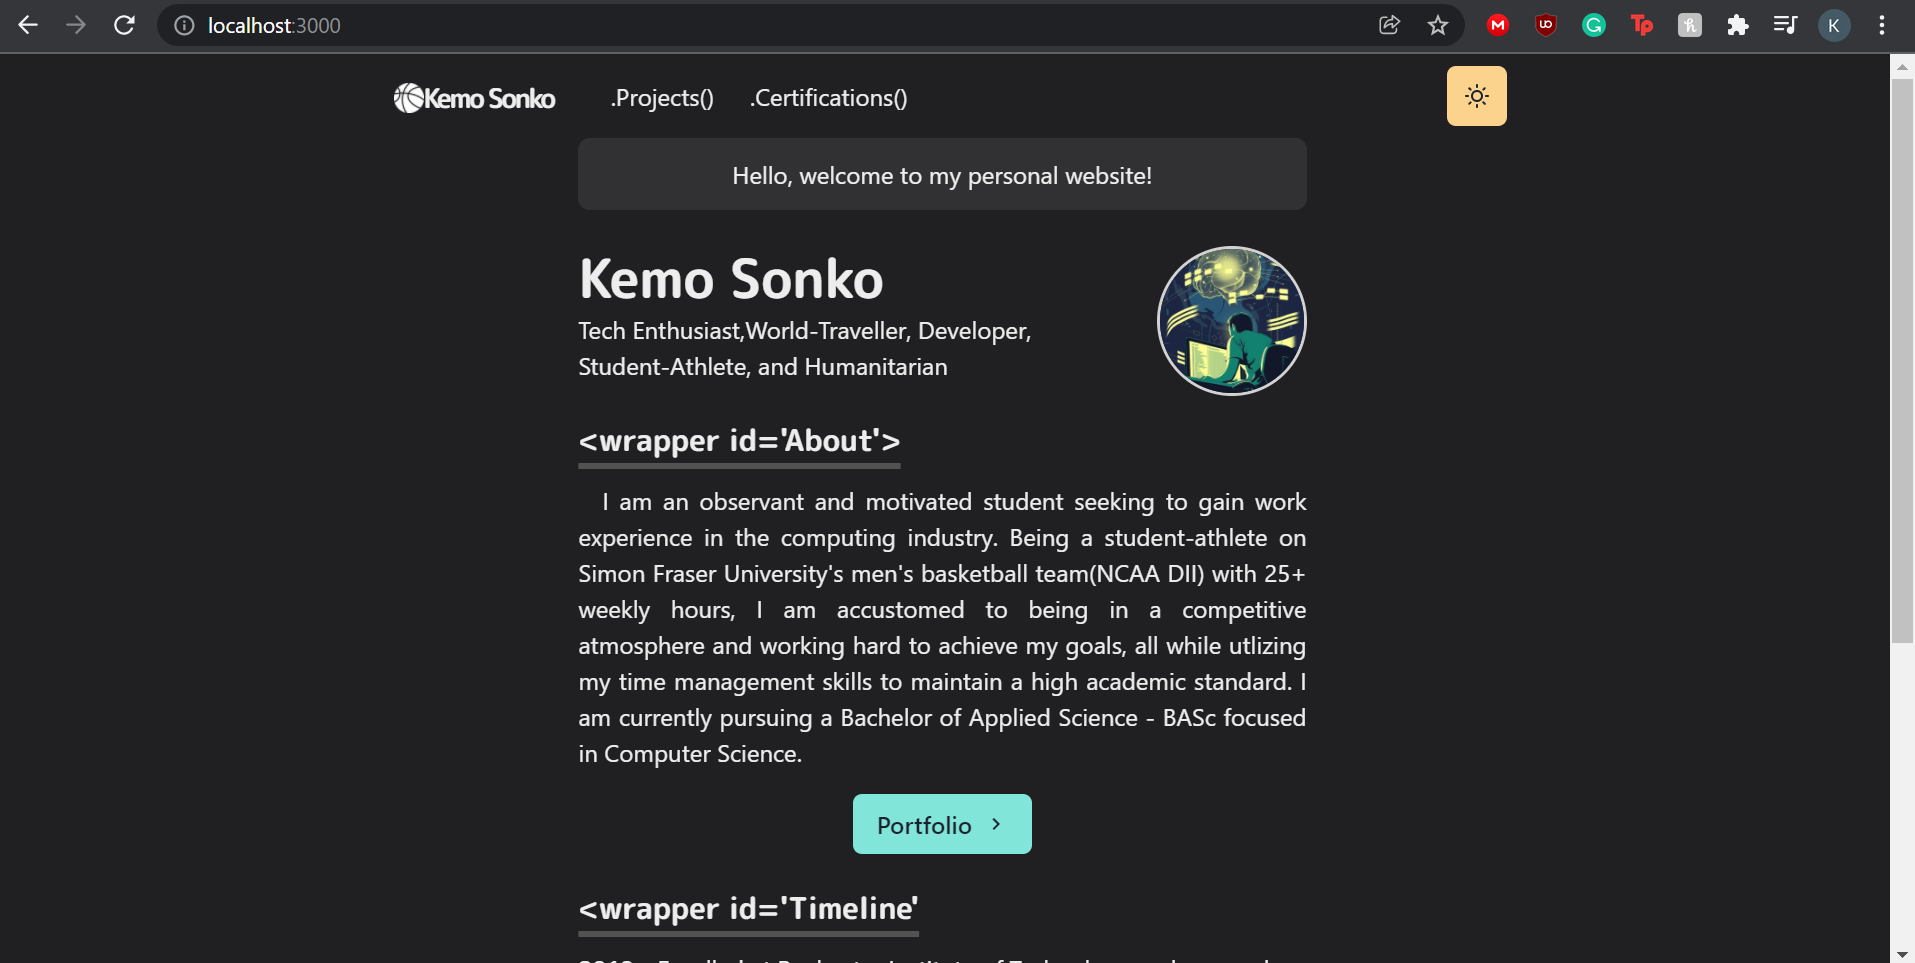 localhost:3000
Kemo Sonko .Projects() .Certifications()
Hello, welcome to my personal website!
Kemo Sonko
Tech Enthusiast,World-Traveller, Developer,
Student-Athlete, and Humanitarian
<wrapper id='About'>
I am an observant and motivated student seeking to gain work
experience in the computing industry. Being a student-athlete on
Simon Fraser University's men's basketball team(NCAA DII) with 25+
weekly hours, I am accustomed to being in a competitive
atmosphere and working hard to achieve my goals, all while utlizing
my time management skills to maintain a high academic standard. I
am currently pursuing a Bachelor of Applied Science - BASc focused
in Computer Science.
Portfolio
<wrapper id='Timeline'